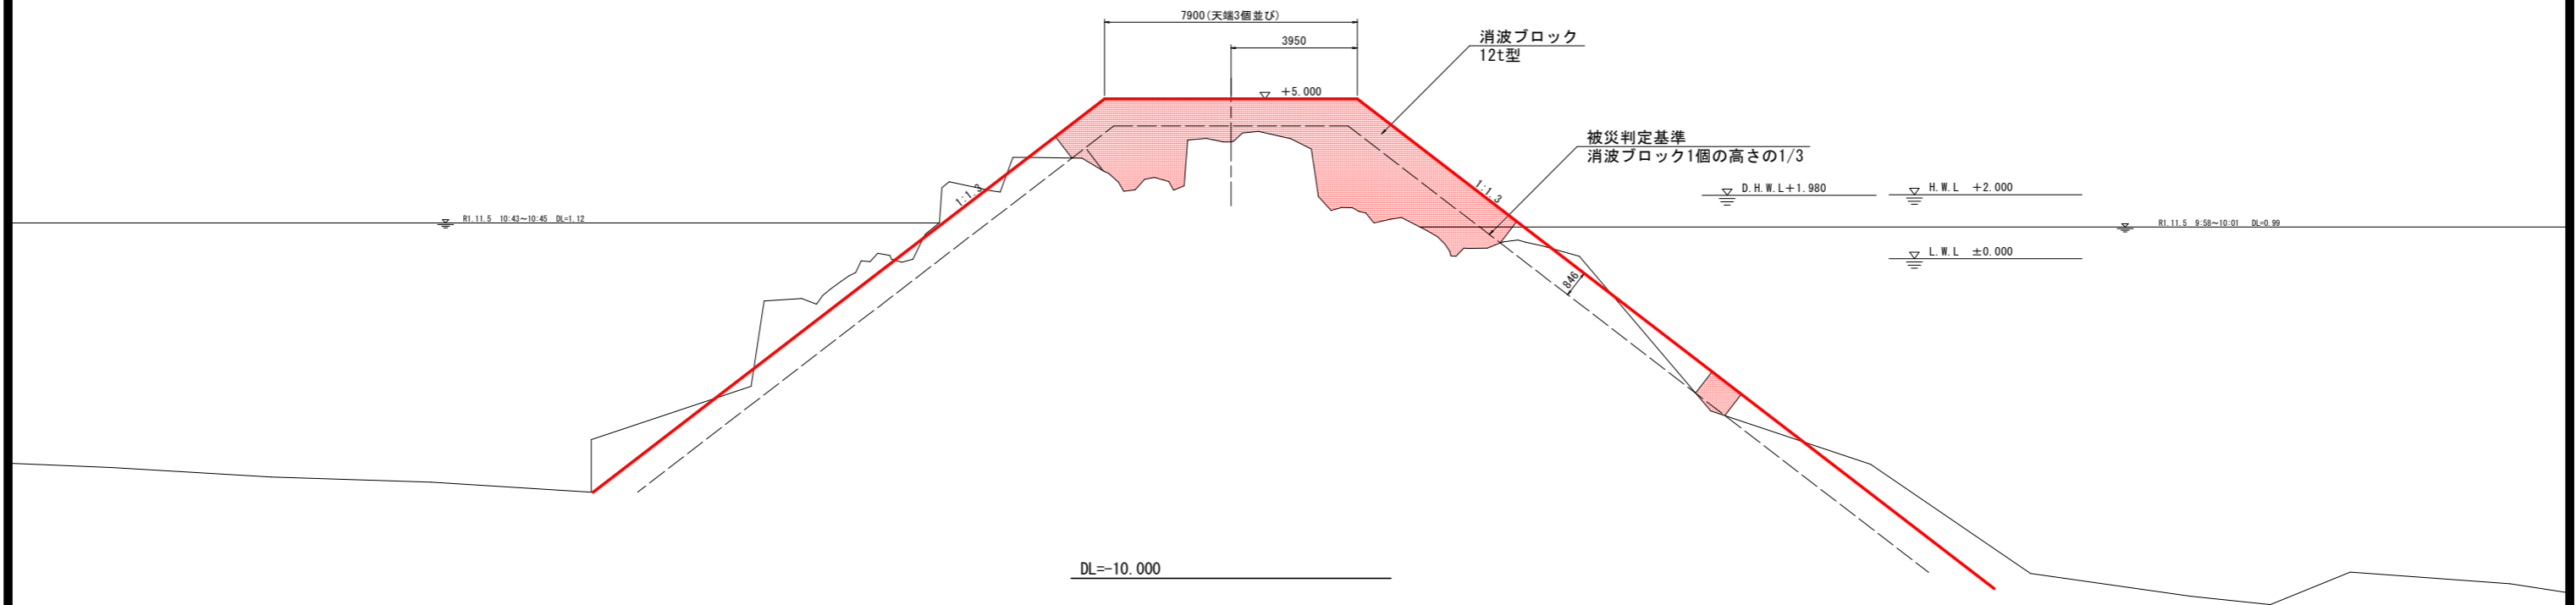 7900(天端3個並び)
3950
消波ブロック
12t型
+5.000
被災判定基準
消波ブロック1個の高さの1/3
1:1.3
1:1.3
D.H.W.L+1.980
H.W.L +2.000
R1.11.5 10:43~10:45 DL=1.12
R1.11.5 9:58~10:01 DL=0.99
L.W.L ±0.000
846
DL=-10.000